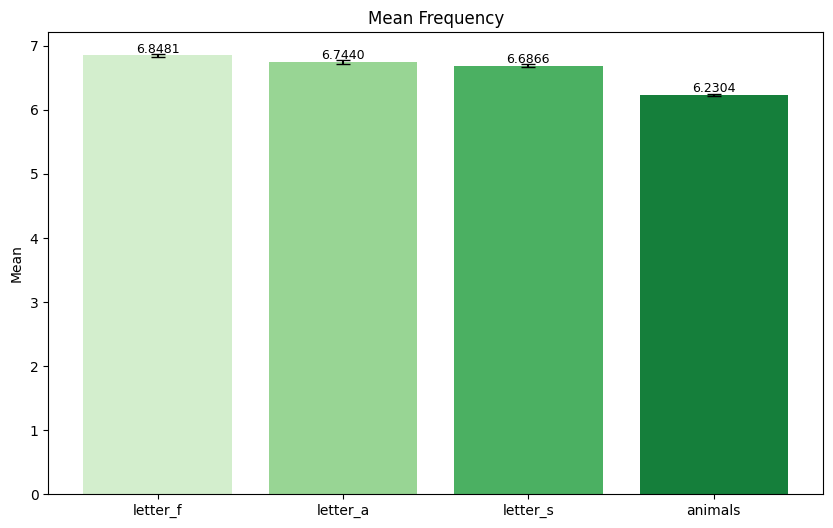 Mean Frequency
6.8481
6.7440
6.6866
6.2304
7
6
5
4
3
2
1
0
Mean
letter_f
letter_a
letter_s
animals